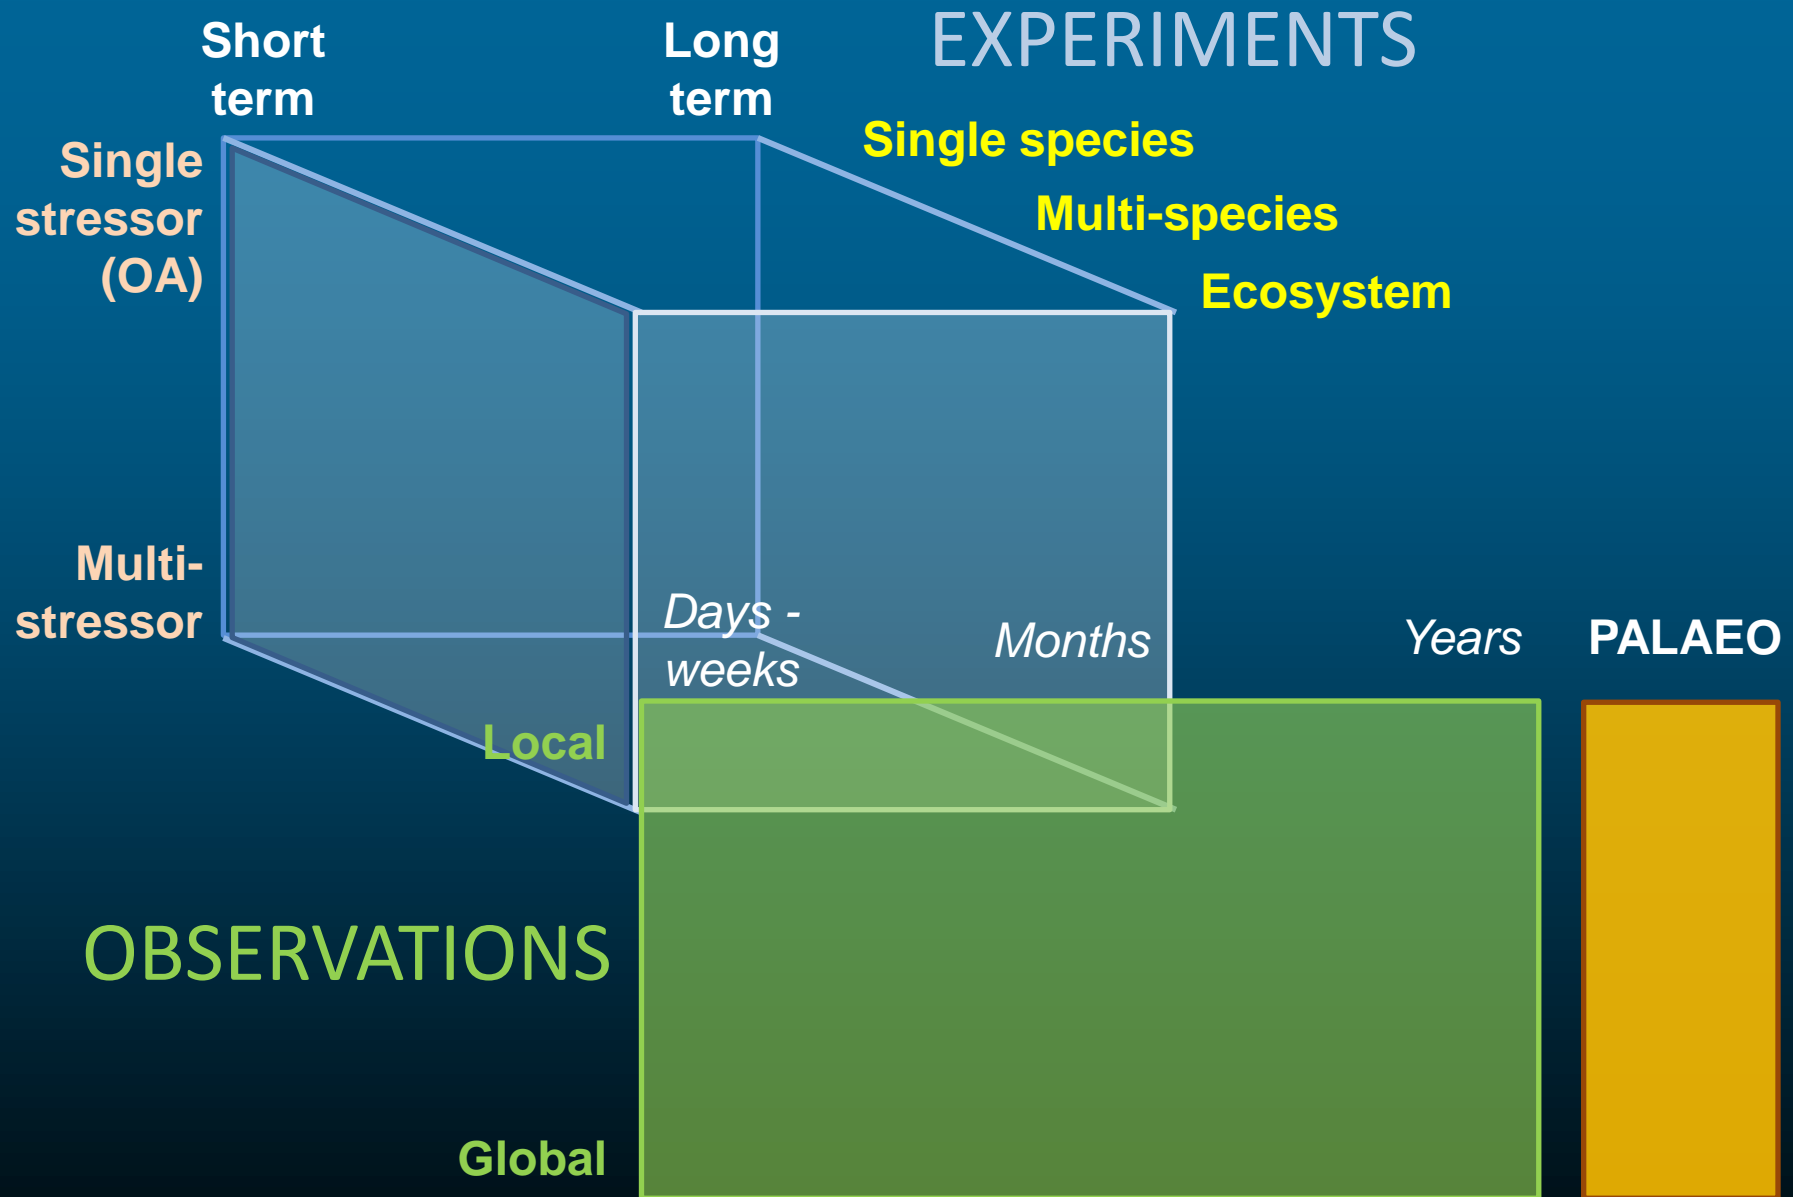 EXPERIMENTS
Short
term
Long
term
Single species
Multi-species
Ecosystem
Single
stressor
(OA)
Multi-
stressor
Days -
weeks
Months
Years
PALAEO
Local
OBSERVATIONS
Global